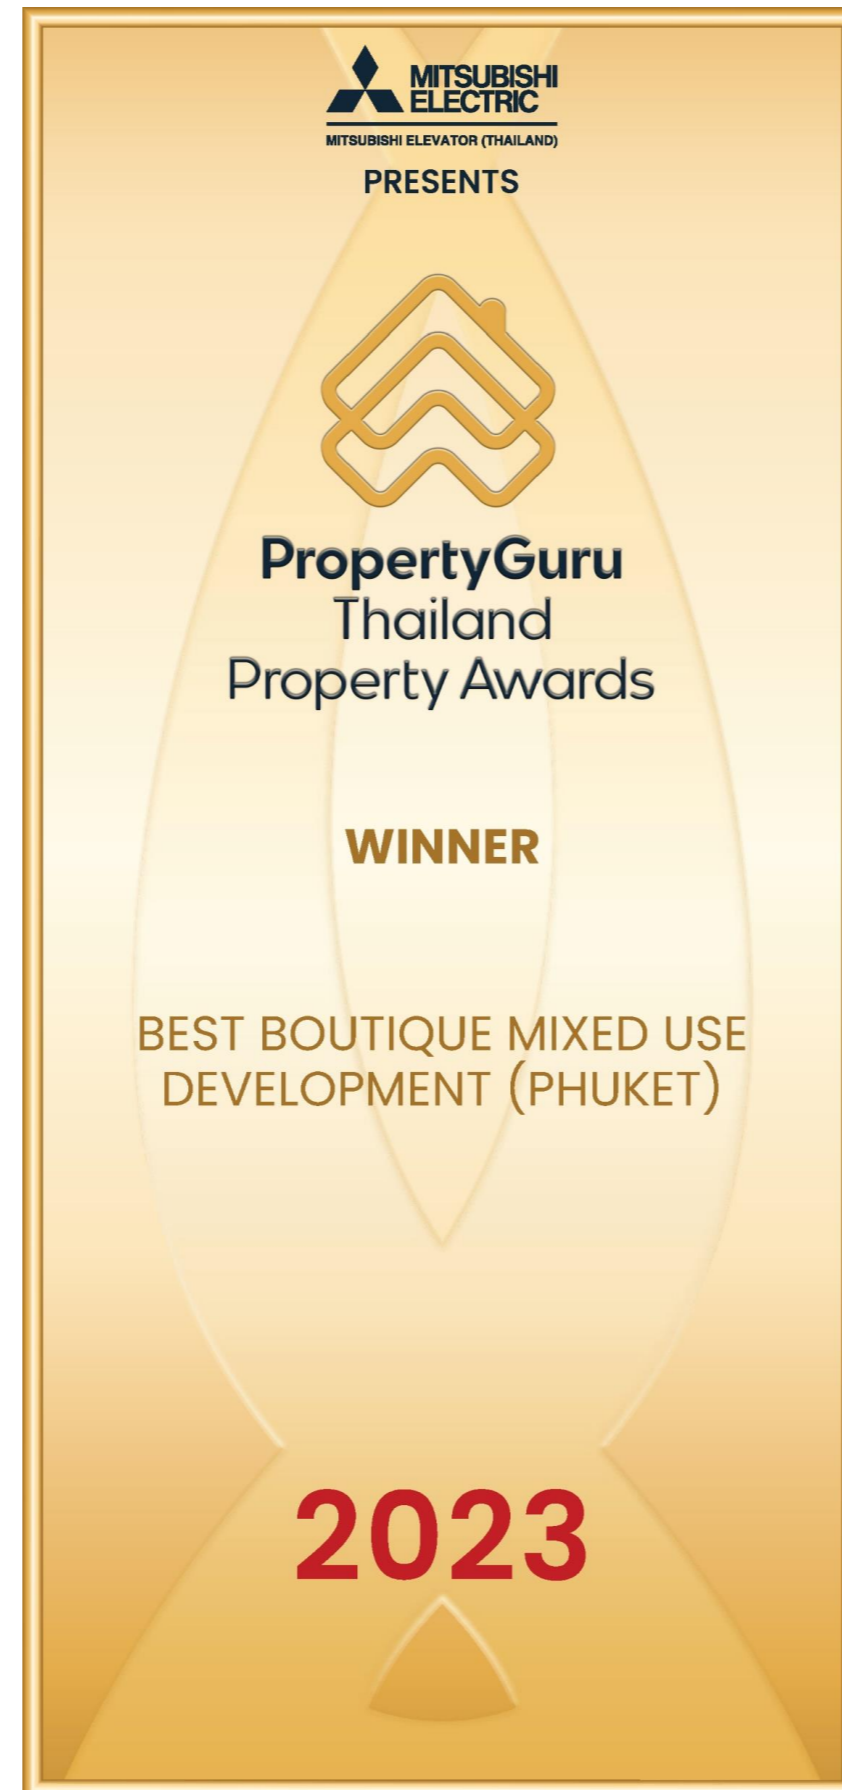 MITSUBISHI
ELECTRIC
MITSUBISHI ELEVATOR (THAILAND)
PRESENTS
PropertyGuru
Thailand
Property Awards
WINNER
BEST BOUTIQUE MIXED USE
DEVELOPMENT (PHUKET)
2023